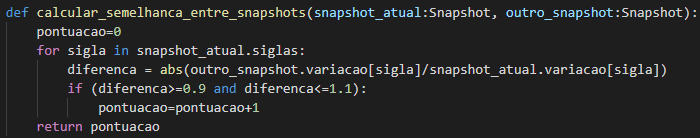 def calcular_semelhanca_entre_snapshots(snapshot_atual:Snapshot, outro_snapshot:Snapshot):
    pontuacao=0
    for sigla in snapshot_atual.siglas:
        diferenca = abs(outro_snapshot.variacao[sigla]/snapshot_atual.variacao[sigla])
        if (diferenca>=0.9 and diferenca<=1.1):
            pontuacao=pontuacao+1
    return pontuacao